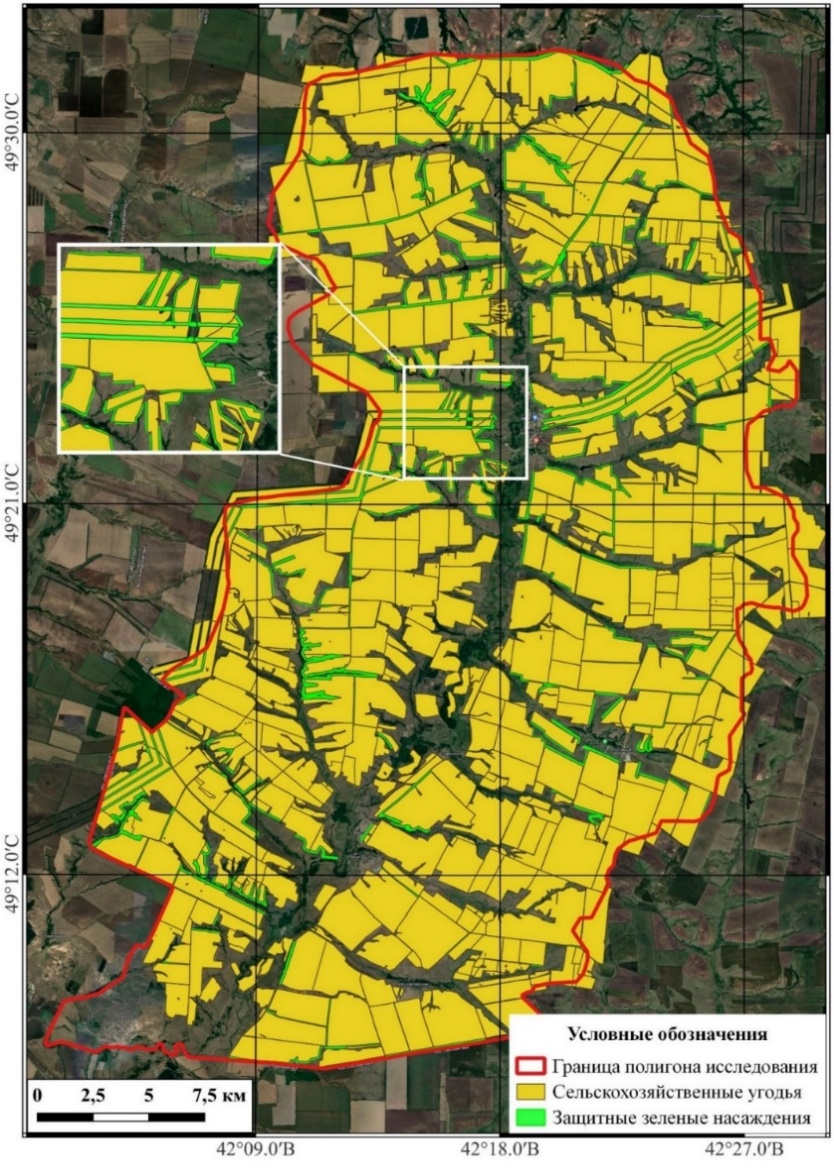 49°30.0'С
49°21.0'С
49°12.0'С
Условные обозначения
Граница полигона исследования
Сельскохозяйственные угодья
Защитные зеленые насаждения
0 2,5 5 7,5 км
42°09.0'В 42°18.0'В 42°27.0'В